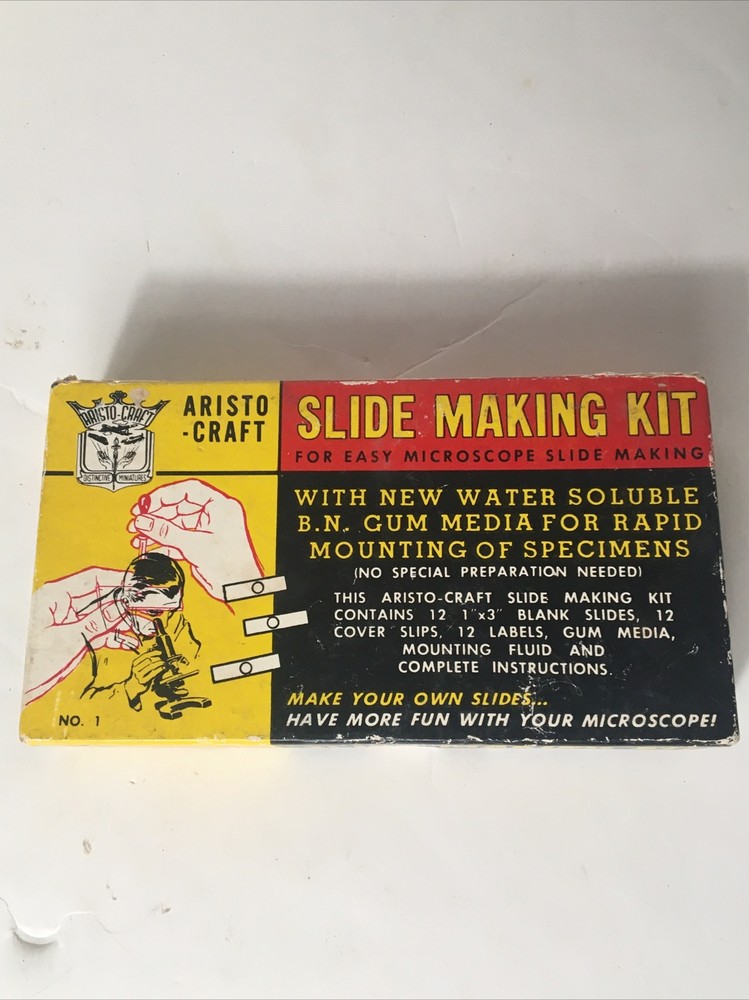 ARISTO-CRAFT
DISTINCTIVE MINIATURES
ARISTO
-CRAFT
SLIDE MAKING KIT
FOR EASY MICROSCOPE SLIDE MAKING
WITH NEW WATER SOLUBLE
B.N. GUM MEDIA FOR RAPID
MOUNTING OF SPECIMENS
(NO SPECIAL PREPARATION NEEDED)
THIS ARISTO-CRAFT SLIDE MAKING KIT
CONTAINS 12 1"x3" BLANK SLIDES, 12
COVER SLIPS, 12 LABELS, GUM MEDIA,
MOUNTING FLUID AND
COMPLETE INSTRUCTIONS.
MAKE YOUR OWN SLIDES...
HAVE MORE FUN WITH YOUR MICROSCOPE!
NO. 1